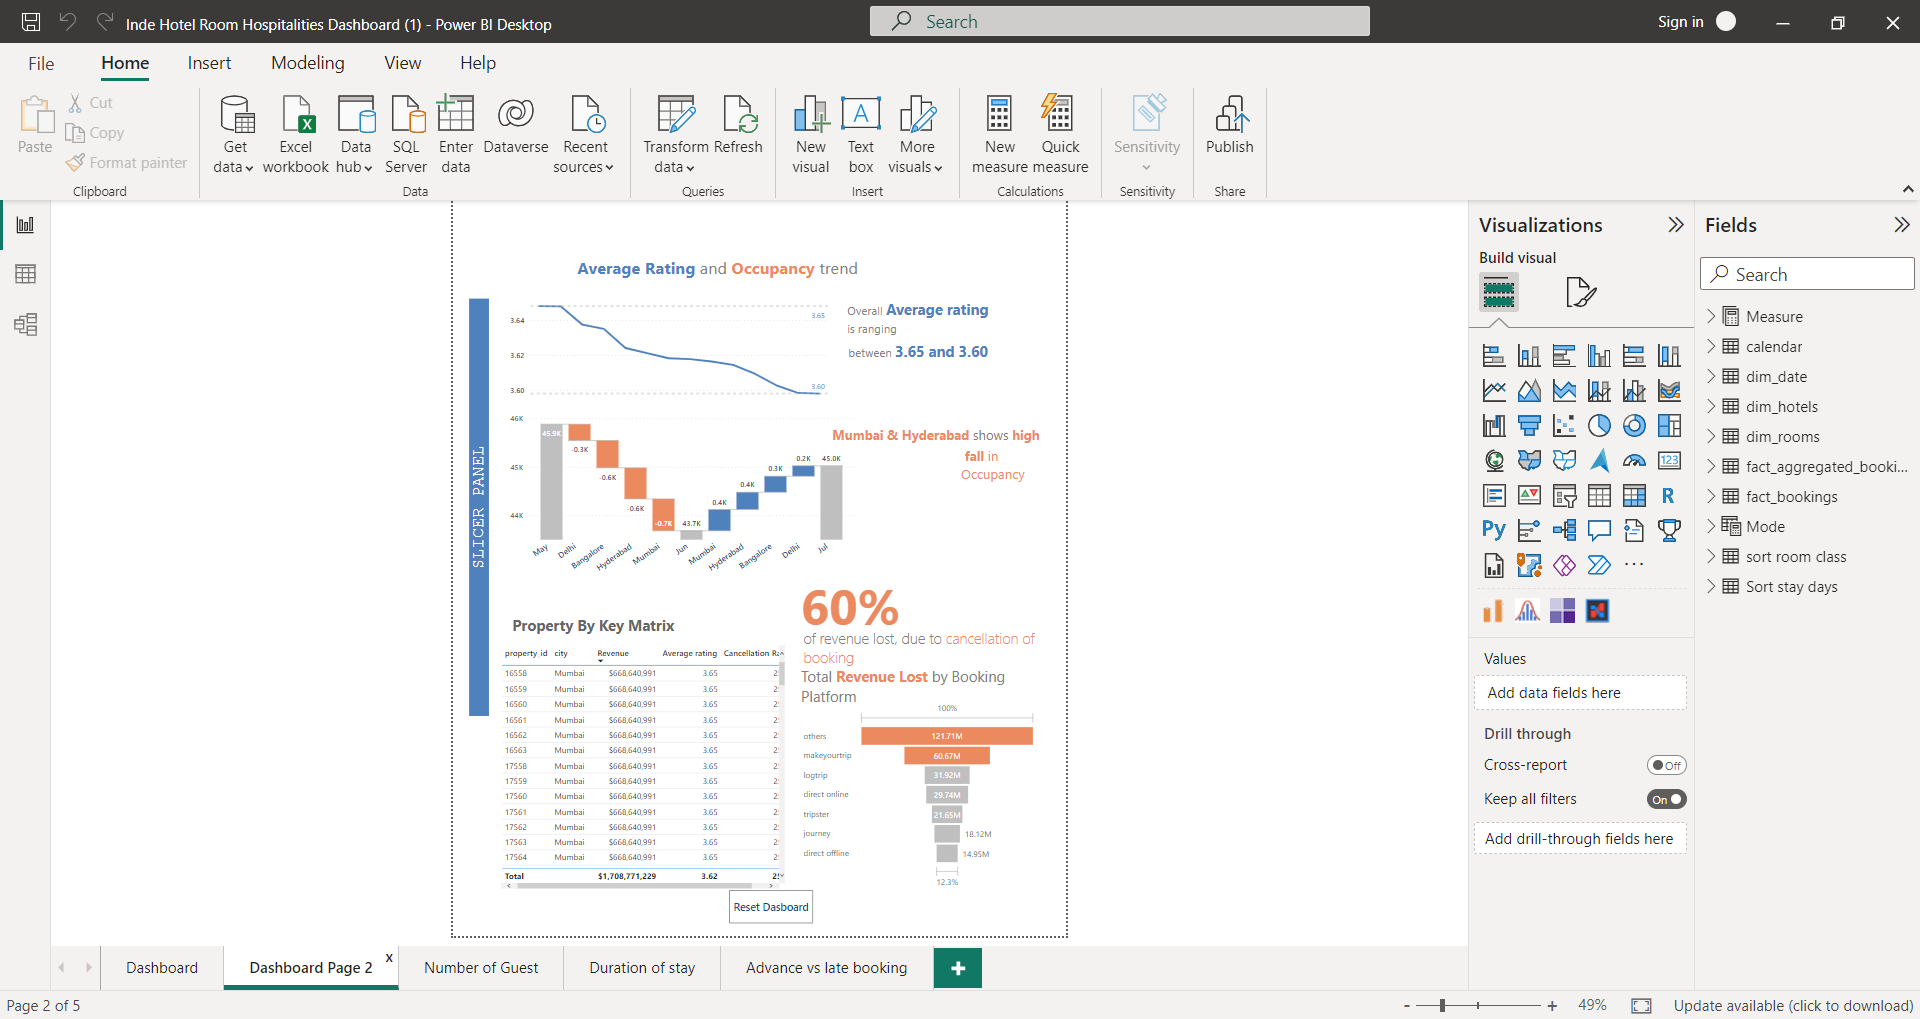 Inde Hotel Room Hospitalities Dashboard (1) - Power BI Desktop
Search
Sign in
File Home Insert Modeling View Help
Paste
Cut
Copy
Format painter
Clipboard
Get data
Excel workbook
Data hub
SQL Server
Enter data
Dataverse
Recent sources
Data
Transform data
Refresh
Queries
New visual
Text box
More visuals
Insert
New measure
Quick measure
Calculations
Sensitivity
Sensitivity
Publish
Share
Average Rating and Occupancy trend
SLICER PANEL
3.64
3.62
3.60
3.65
3.60
Overall Average rating
is ranging
between 3.65 and 3.60
46K
45K
44K
45.9K
-0.3K
-0.6K
-0.6K
-0.7K
43.7K
0.4K
0.4K
0.3K
0.2K
45.0K
May
Delhi
Bangalore
Hyderabad
Mumbai
Jun
Mumbai
Hyderabad
Bangalore
Delhi
Jul
Mumbai & Hyderabad shows high
fall in
Occupancy
Property By Key Matrix
property_id city Revenue Average rating Cancellation Ra
16558 Mumbai $668,640,991 3.65 2
16559 Mumbai $668,640,991 3.65 2
16560 Mumbai $668,640,991 3.65 2
16561 Mumbai $668,640,991 3.65 2
16562 Mumbai $668,640,991 3.65 2
16563 Mumbai $668,640,991 3.65 2
17558 Mumbai $668,640,991 3.65 2
17559 Mumbai $668,640,991 3.65 2
17560 Mumbai $668,640,991 3.65 2
17561 Mumbai $668,640,991 3.65 2
17562 Mumbai $668,640,991 3.65 2
17563 Mumbai $668,640,991 3.65 2
17564 Mumbai $668,640,991 3.65 2
Total $1,708,771,229 3.62 2
60%
of revenue lost, due to cancellation of
booking
Total Revenue Lost by Booking
Platform
100%
others 121.71M
makeyourtrip 60.67M
logtrip 31.92M
direct online 29.74M
tripster 21.65M
journey 18.12M
direct offline 14.95M
12.3%
Reset Dasboard
Visualizations
Build visual
123
R
Py
Values
Add data fields here
Drill through
Cross-report Off
Keep all filters On
Add drill-through fields here
Fields
Search
Measure
calendar
dim_date
dim_hotels
dim_rooms
fact_aggregated_booki...
fact_bookings
Mode
sort room class
Sort stay days
Dashboard
Dashboard Page 2 x
Number of Guest
Duration of stay
Advance vs late booking
Page 2 of 5
- + 49%
Update available (click to download)